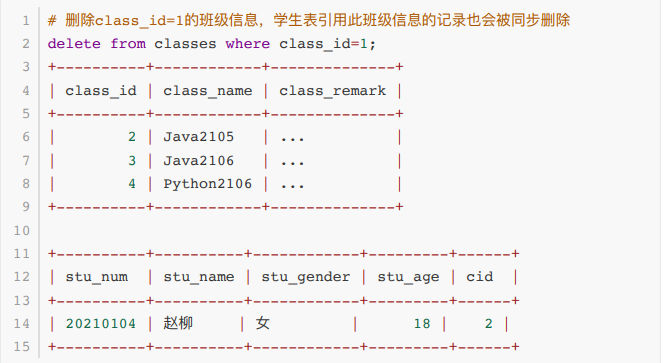 1 # 删除class_id=1的班级信息，学生表引用此班级信息的记录也会被同步删除
2 delete from classes where class_id=1;
3 +----------+------------+--------------+
4 | class_id | class_name | class_remark |
5 +----------+------------+--------------+
6 |        2 | Java2105   | ...          |
7 |        3 | Java2106   | ...          |
8 |        4 | Python2106 | ...          |
9 +----------+------------+--------------+
10
11 +----------+----------+------------+---------+------+
12 | stu_num  | stu_name | stu_gender | stu_age | cid  |
13 +----------+----------+------------+---------+------+
14 | 20210104 | 赵柳     | 女         |      18 |    2 |
15 +----------+----------+------------+---------+------+